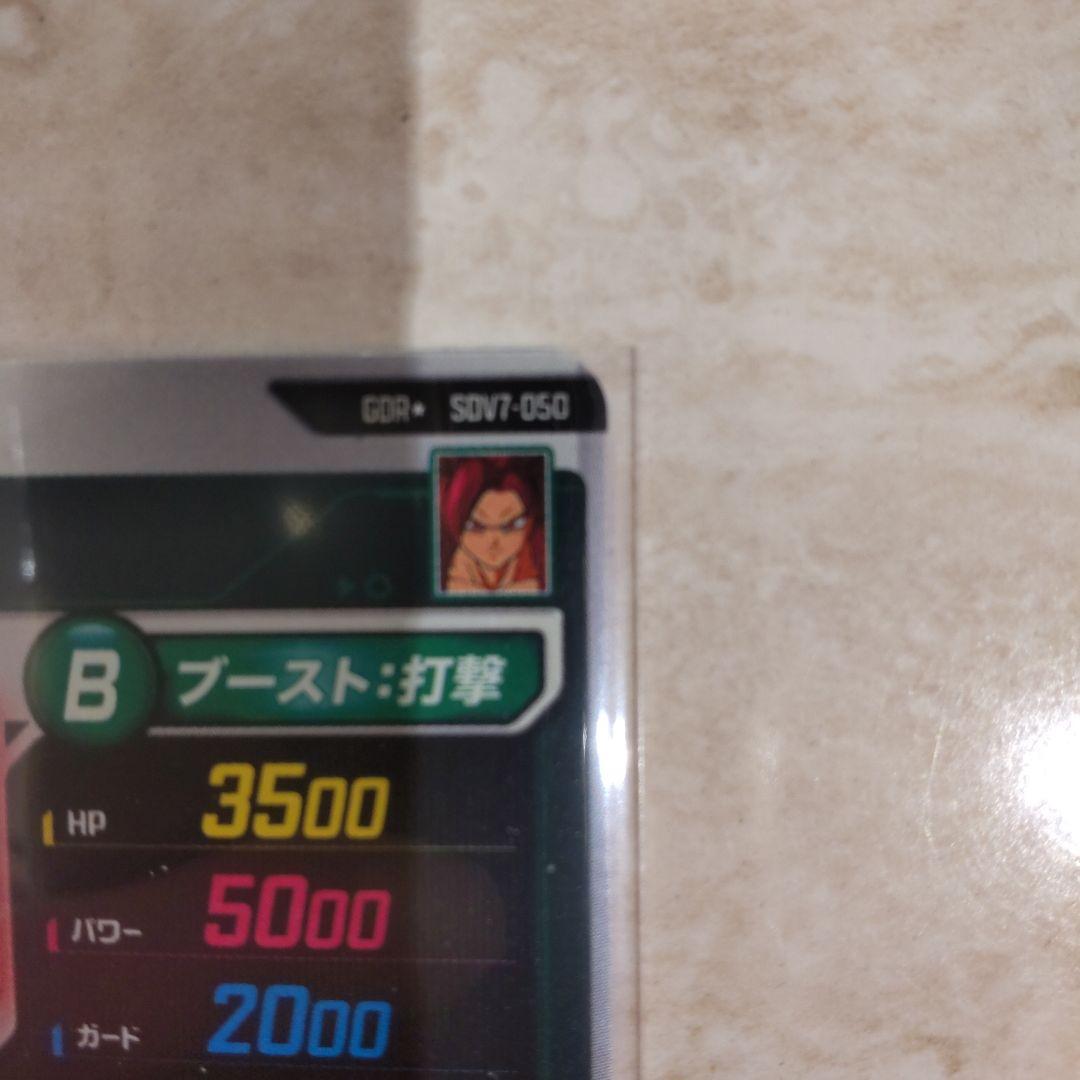 GDR★ SDV7-050
B ブースト:打撃
HP 3500
パワー 5000
ガード 2000